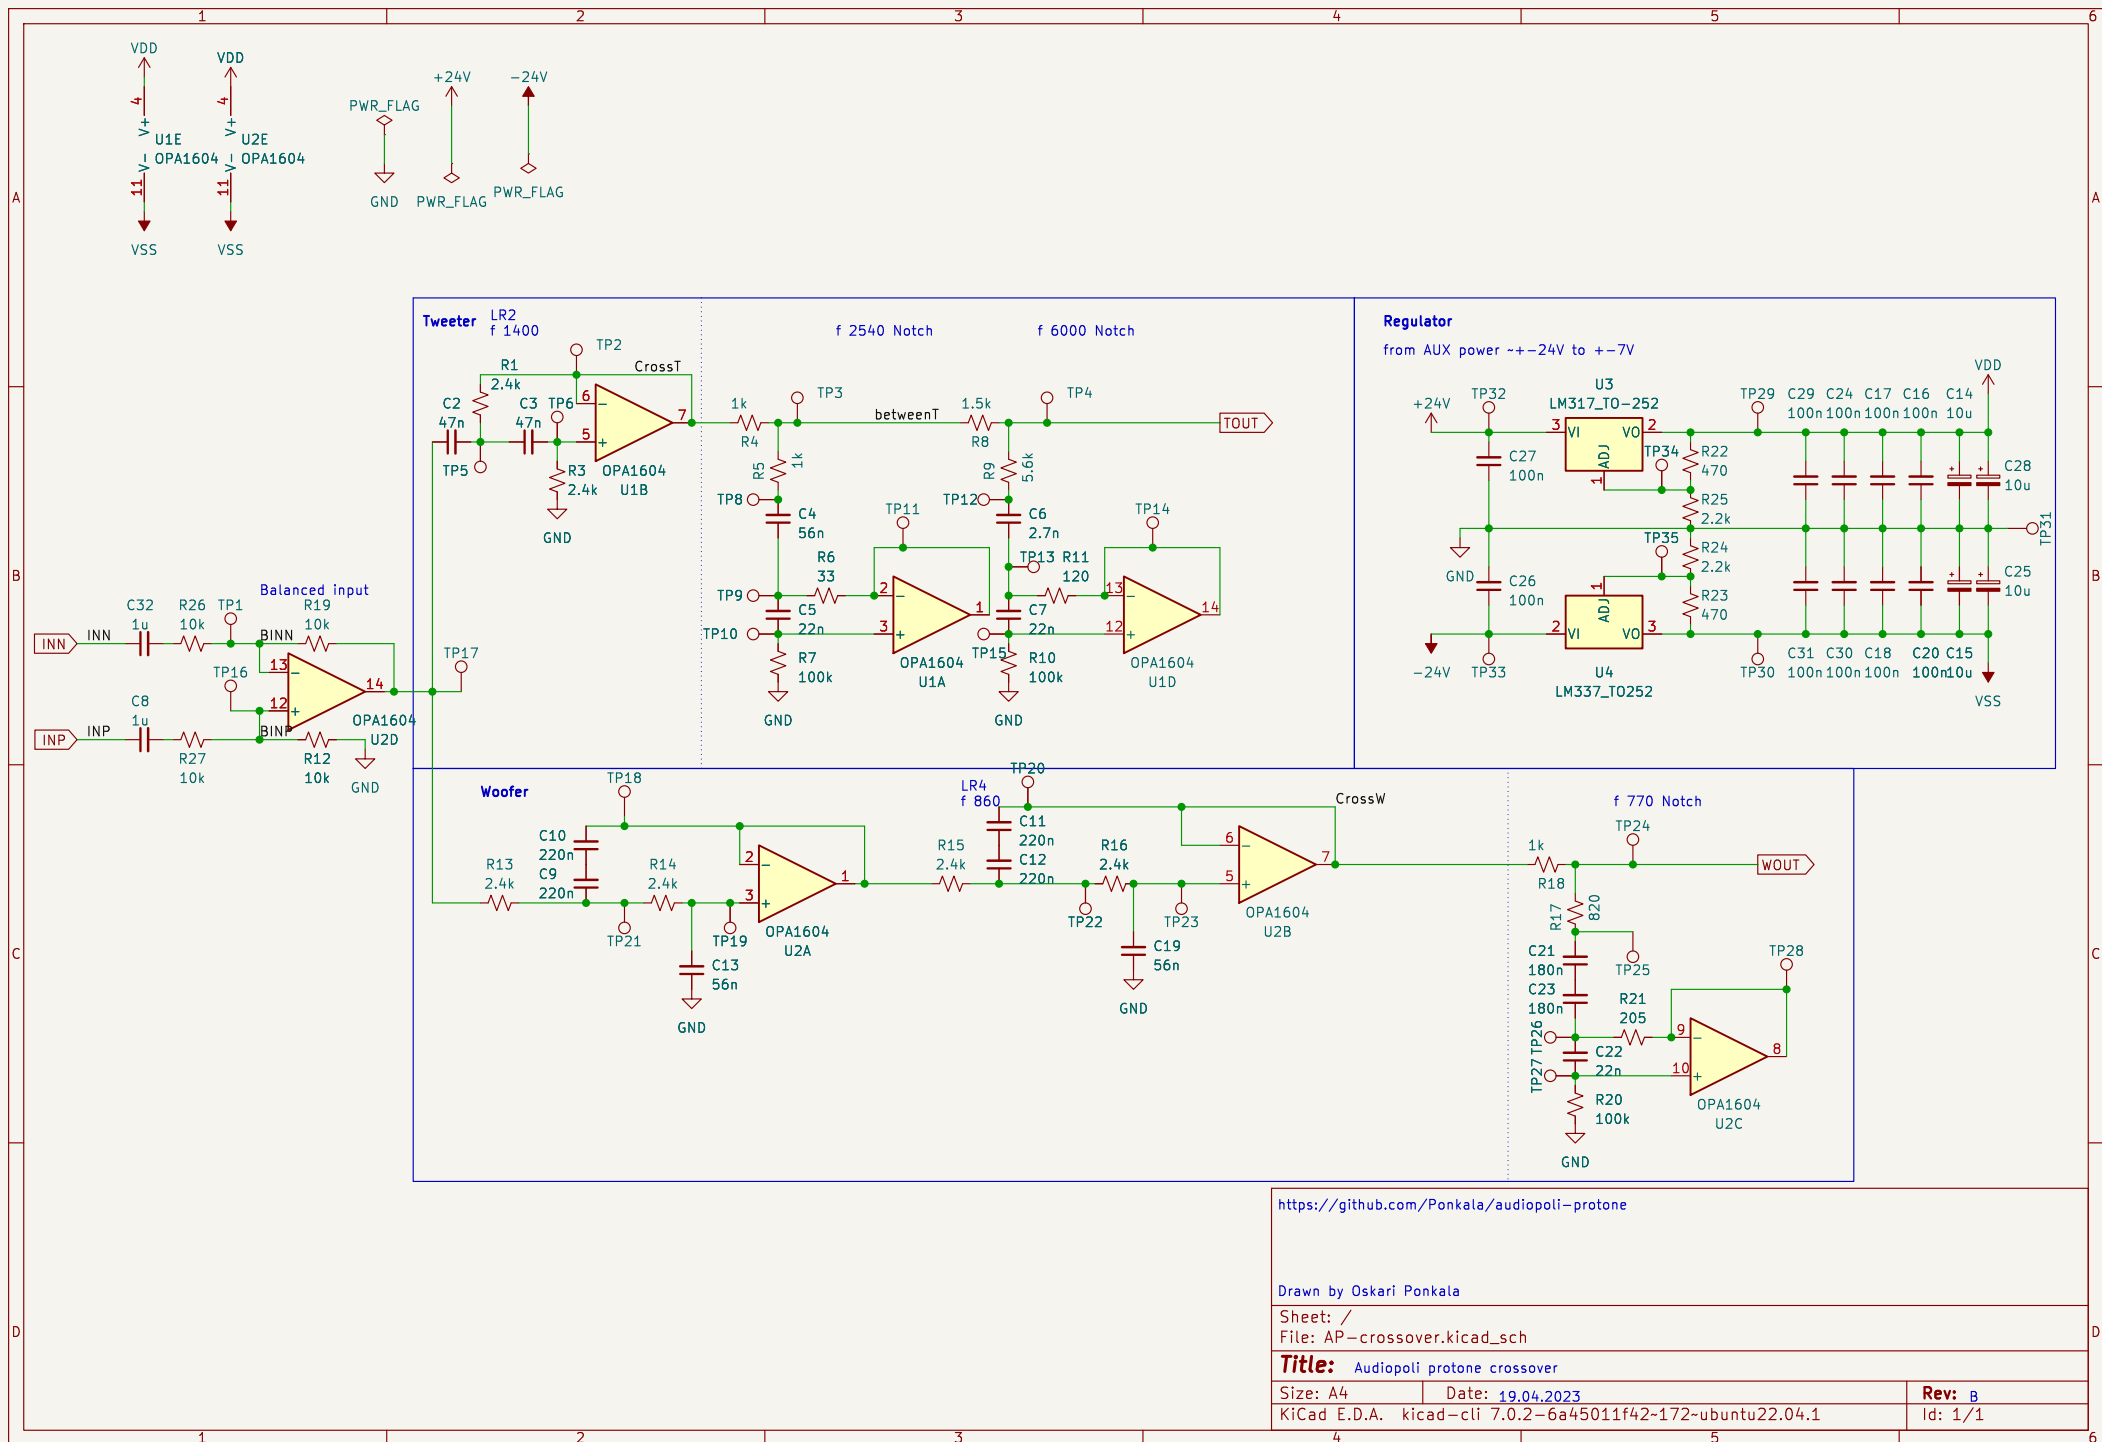 1 2 3 4 5 6
A
B
C
D
VDD
4
V+
U1E
OPA1604
V-
11
VSS
VDD
4
V+
U2E
OPA1604
V-
11
VSS
PWR_FLAG
GND
+24V
PWR_FLAG
-24V
PWR_FLAG
Tweeter
LR2
f 1400
f 2540 Notch
f 6000 Notch
R1
2.4k
TP2
CrossT
C2
47n
C3
47n
TP6
TP5
R3
2.4k
GND
6
5
7
OPA1604
U1B
1k
R4
TP3
betweenT
1.5k
R8
TP4
TOUT
R5
1k
TP8
C4
56n
TP11
R6
33
TP9
C5
22n
TP10
2
3
1
R7
100k
GND
OPA1604
U1A
R9
5.6k
TP12
C6
2.7n
TP14
TP13
R11
120
C7
22n
TP15
13
12
14
R10
100k
GND
OPA1604
U1D
Regulator
from AUX power ~+-24V to +-7V
U3
LM317_TO-252
+24V
TP32
3
VI
VO
2
ADJ
1
C27
100n
TP34
R22
470
R25
2.2k
TP29
C29
100n
C24
100n
C17
100n
C16
100n
C14
10u
VDD
C28
10u
TP31
GND
TP35
R24
2.2k
R23
470
C26
100n
1
ADJ
2
VI
VO
3
-24V
TP33
U4
LM337_TO252
TP30
C31
100n
C30
100n
C18
100n
C20
100n
C15
10u
C25
10u
VSS
Balanced input
INN
INN
C32
1u
R26
10k
TP1
BINN
R19
10k
TP16
13
12
14
INP
INP
C8
1u
R27
10k
BINP
R12
10k
GND
OPA1604
U2D
TP17
Woofer
LR4
f 860
f 770 Notch
TP18
C10
220n
C9
220n
R13
2.4k
TP21
R14
2.4k
TP19
C13
56n
GND
2
3
1
OPA1604
U2A
R15
2.4k
TP20
C11
220n
C12
220n
TP22
R16
2.4k
C19
56n
GND
TP23
6
5
7
CrossW
OPA1604
U2B
1k
R18
TP24
WOUT
R17
820
TP25
C21
180n
C23
180n
TP26
TP27
R21
205
C22
22n
9
10
8
TP28
R20
100k
GND
OPA1604
U2C
https://github.com/Ponkala/audiopoli-protone
Drawn by Oskari Ponkala
Sheet: /
File: AP-crossover.kicad_sch
Title: Audiopoli protone crossover
Size: A4 Date: 19.04.2023 Rev: B
KiCad E.D.A. kicad-cli 7.0.2-6a45011f42~172~ubuntu22.04.1 Id: 1/1
A
B
C
D
1 2 3 4 5 6